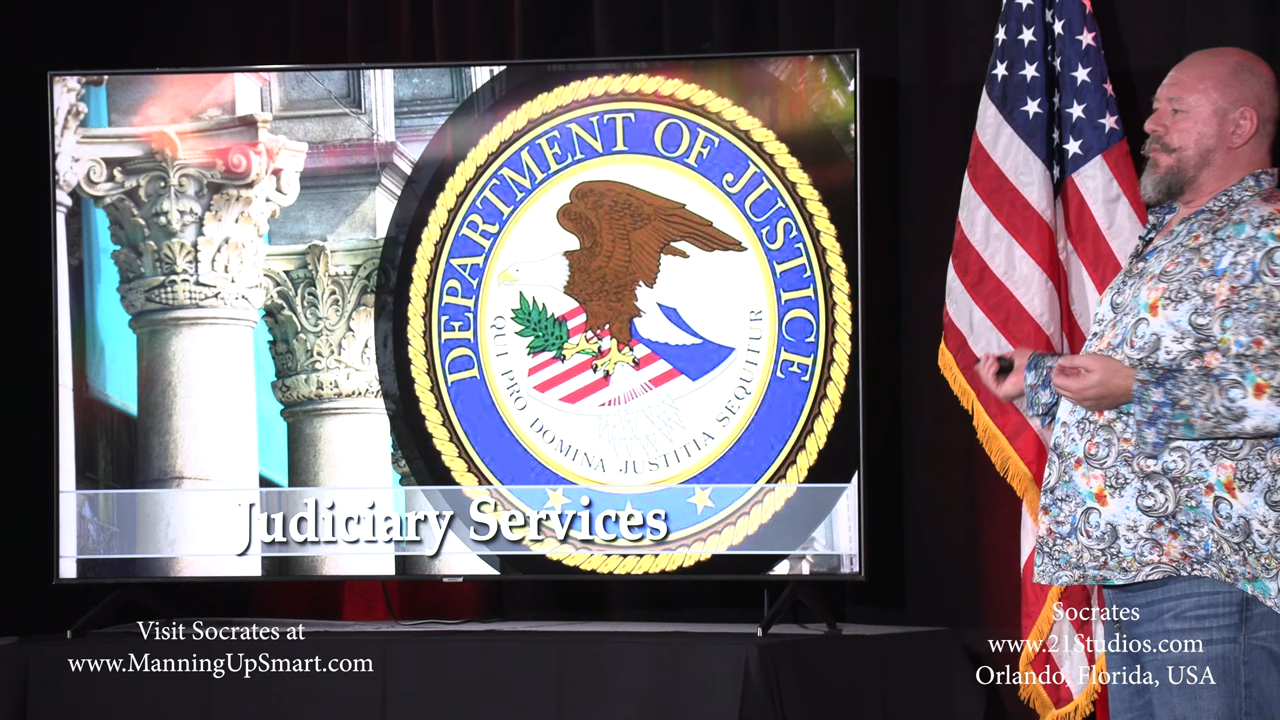 DEPARTMENT OF JUSTICE
QUI PRO DOMINA JUSTITIA SEQUITUR
Judiciary Services
Visit Socrates at
www.ManningUpSmart.com
Socrates
www.21Studios.com
Orlando, Florida, USA